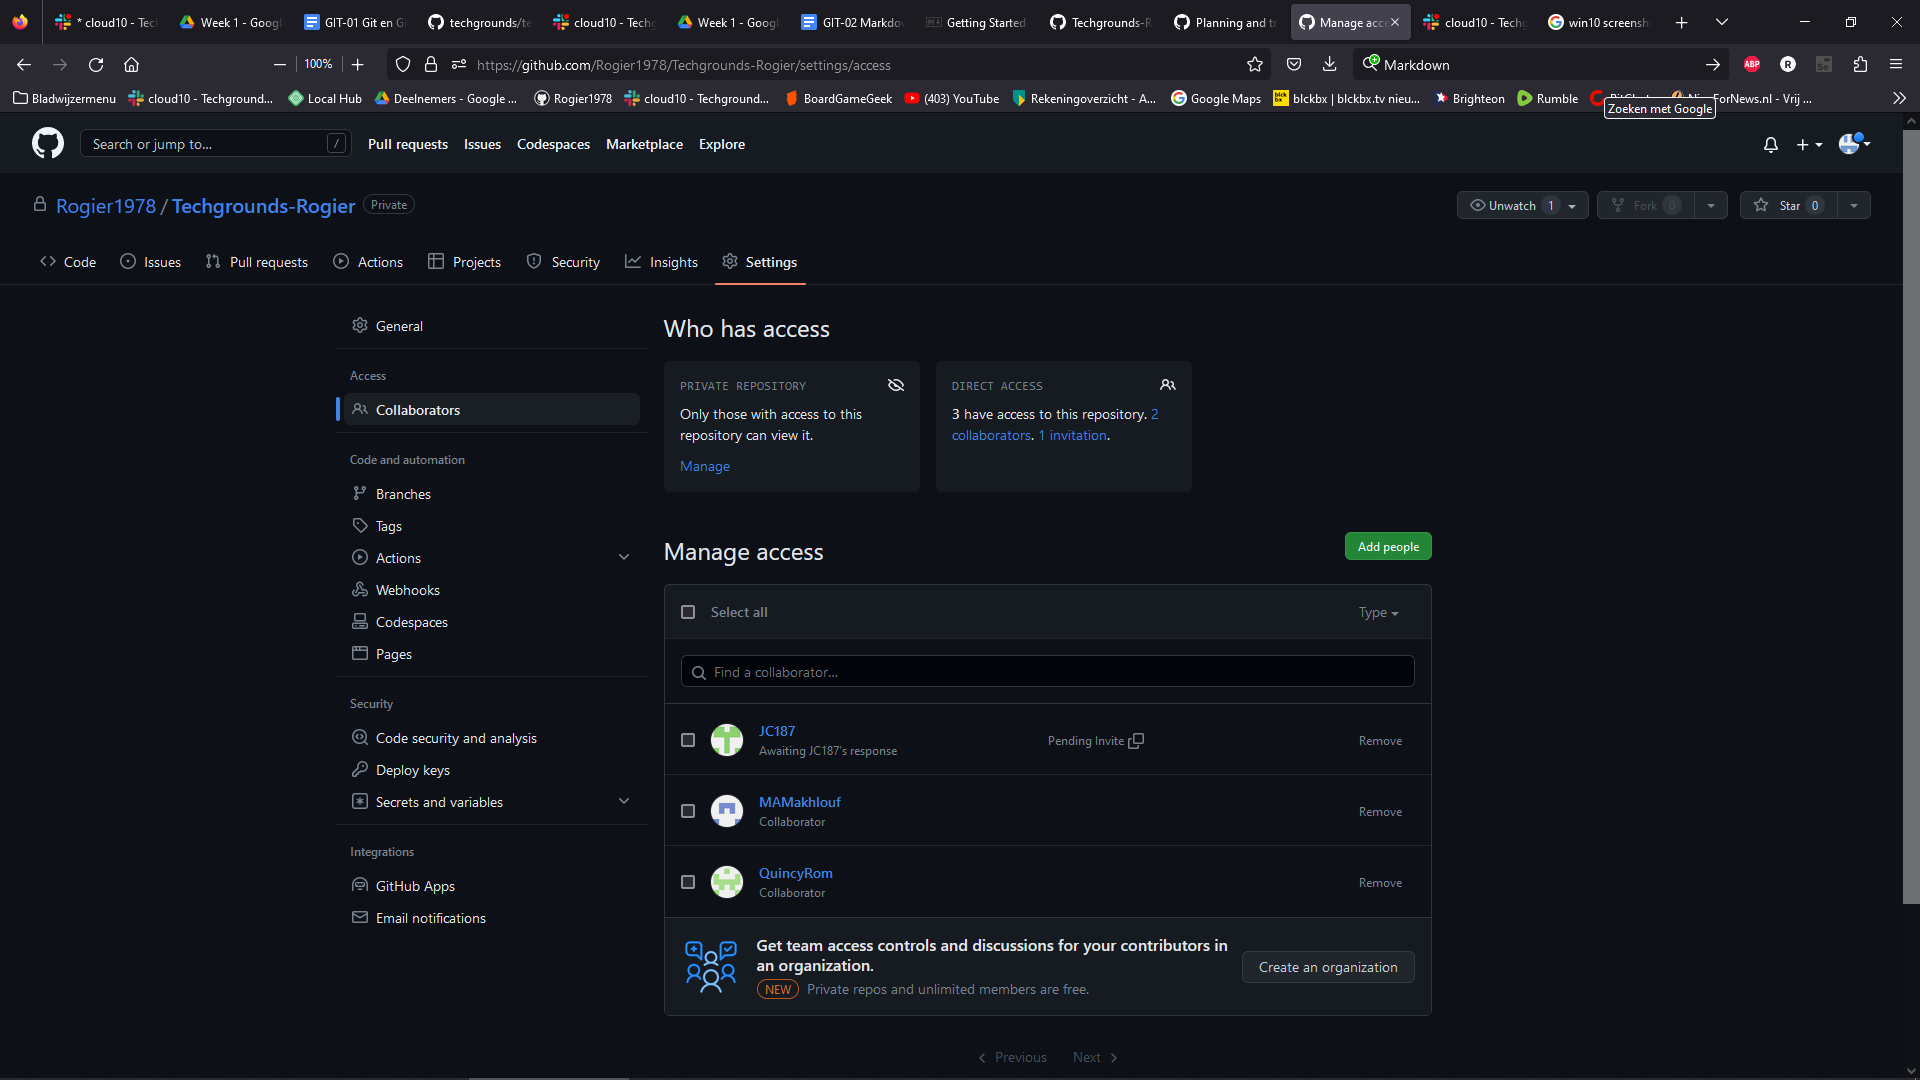 * cloud10 - Tech
Week 1 - Googl
GIT-01 Git en Gi
techgrounds/te
cloud10 - Techg
Week 1 - Googl
GIT-02 Markdow
Getting Started
Techgrounds-R
Planning and tr
Manage acce
cloud10 - Techg
win10 screensh
100%
https://github.com/Rogier1978/Techgrounds-Rogier/settings/access
Markdown
ABP
R
Se
Bladwijzermenu
cloud10 - Techground...
Local Hub
Deelnemers - Google ...
Rogier1978
cloud10 - Techground...
BoardGameGeek
(403) YouTube
Rekeningoverzicht - A...
Google Maps
blckbx | blckbx.tv nieu...
Brighteon
Rumble
ForNews.nl - Vrij ...
Zoeken met Google
Search or jump to...
/
Pull requests
Issues
Codespaces
Marketplace
Explore
Rogier1978 / Techgrounds-Rogier
Private
Unwatch 1
Fork 0
Star 0
Code
Issues
Pull requests
Actions
Projects
Security
Insights
Settings
General
Access
Collaborators
Code and automation
Branches
Tags
Actions
Webhooks
Codespaces
Pages
Security
Code security and analysis
Deploy keys
Secrets and variables
Integrations
GitHub Apps
Email notifications
Who has access
PRIVATE REPOSITORY
Only those with access to this
repository can view it.
Manage
DIRECT ACCESS
3 have access to this repository. 2
collaborators. 1 invitation.
Manage access
Add people
Select all
Type
Find a collaborator...
JC187
Awaiting JC187's response
Pending Invite
Remove
MAMakhlouf
Collaborator
Remove
QuincyRom
Collaborator
Remove
Get team access controls and discussions for your contributors in
an organization.
NEW Private repos and unlimited members are free.
Create an organization
Previous
Next